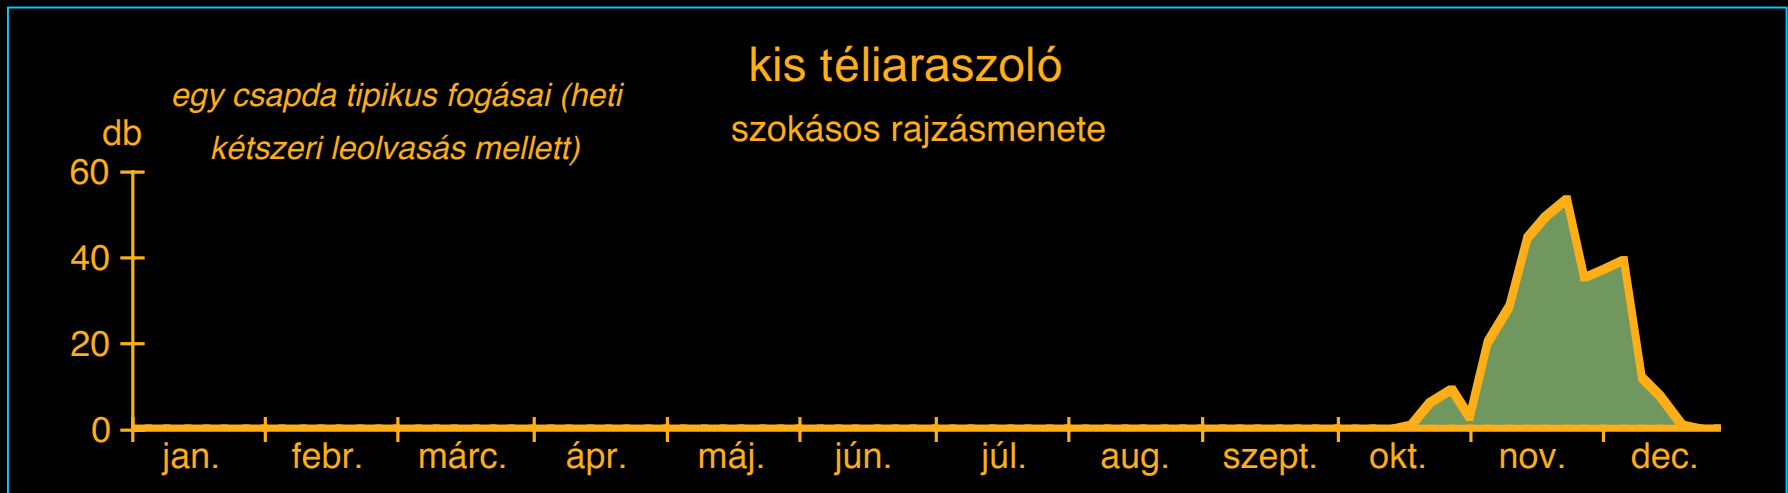 kis téliaraszoló
szokásos rajzásmenete
egy csapda tipikus fogásai (heti
kétszeri leolvasás mellett)
db
60
40
20
0
jan. febr. márc. ápr. máj. jún. júl. aug. szept. okt. nov. dec.